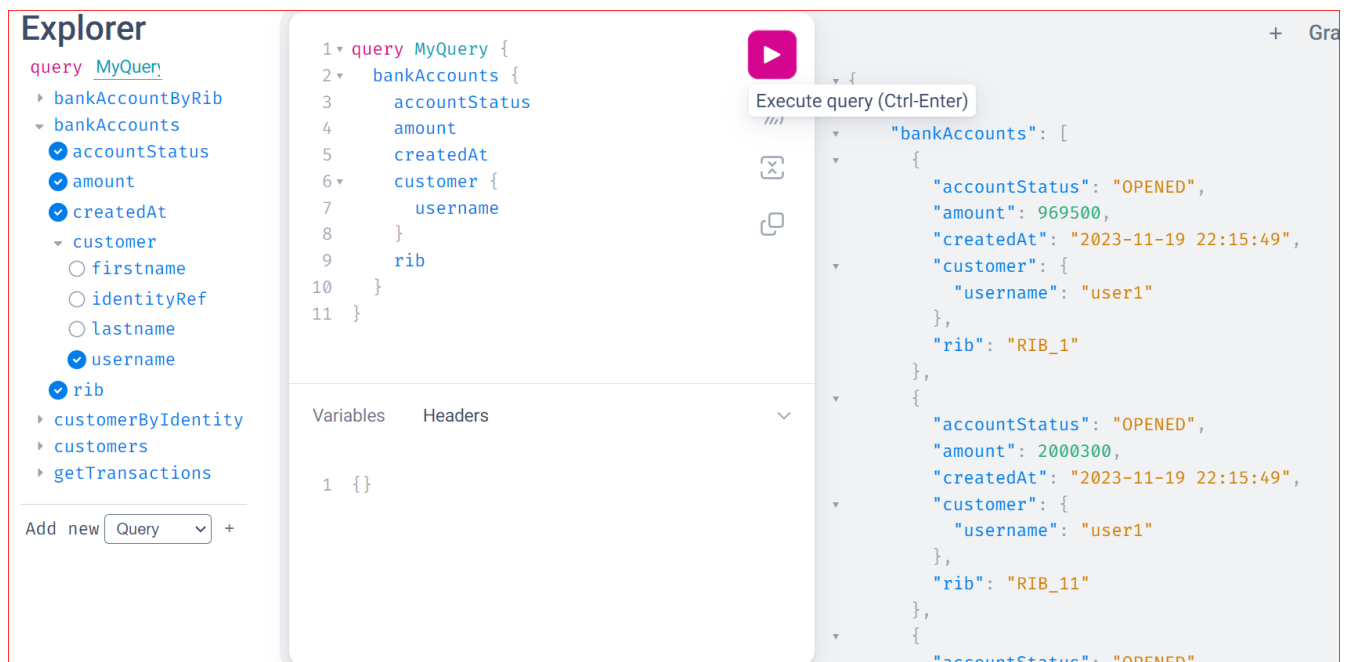 Explorer
query MyQuery
bankAccountByRib
bankAccounts
accountStatus
amount
createdAt
customer
firstname
identityRef
lastname
username
rib
customerByIdentity
customers
getTransactions
Add new Query +
1 query MyQuery {
2 bankAccounts {
3 accountStatus
4 amount
5 createdAt
6 customer {
7 username
8 }
9 rib
10 }
11 }
Execute query (Ctrl-Enter)
Variables Headers
1 {}
+ Gra
{
"bankAccounts": [
{
"accountStatus": "OPENED",
"amount": 969500,
"createdAt": "2023-11-19 22:15:49",
"customer": {
"username": "user1"
},
"rib": "RIB_1"
},
{
"accountStatus": "OPENED",
"amount": 2000300,
"createdAt": "2023-11-19 22:15:49",
"customer": {
"username": "user1"
},
"rib": "RIB_11"
},
{
"accountStatus": "OPENED",